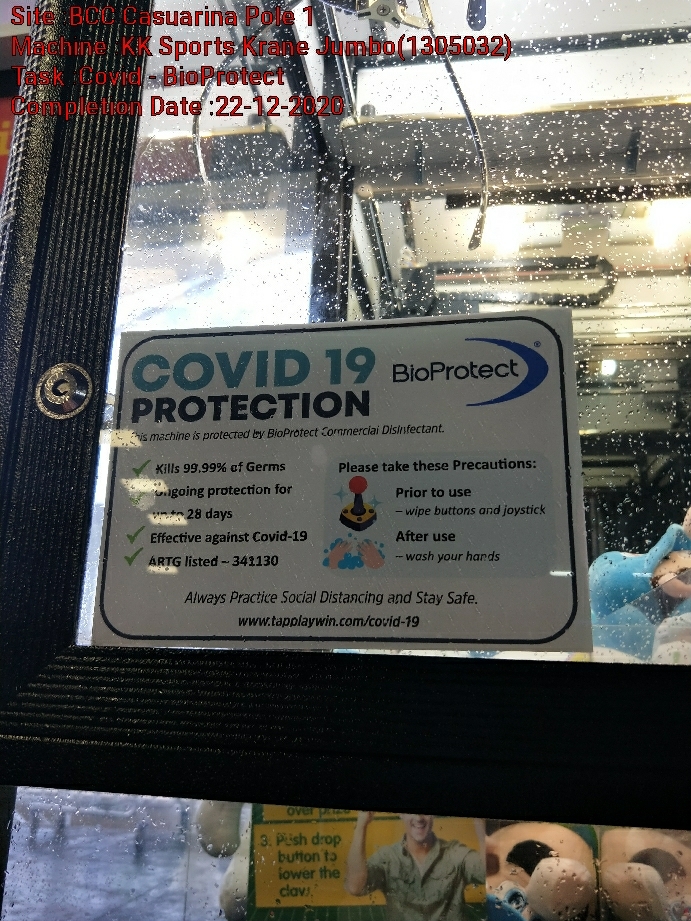 Site: BCC Casuarina Pole 1
Machine: KK Sports Krane Jumbo(1305032)
Task: Covid - BioProtect
Completion Date :22-12-2020
COVID 19
PROTECTION
BioProtect®
This machine is protected by BioProtect Commercial Disinfectant.
Kills 99.99% of Germs
Ongoing protection for
up to 28 days
Effective against Covid-19
ARTG listed – 341130
Please take these Precautions:
Prior to use
– wipe buttons and joystick
After use
– wash your hands
Always Practice Social Distancing and Stay Safe.
www.tapplaywin.com/covid-19
over prize
3. Push drop
button to
lower the
claw.